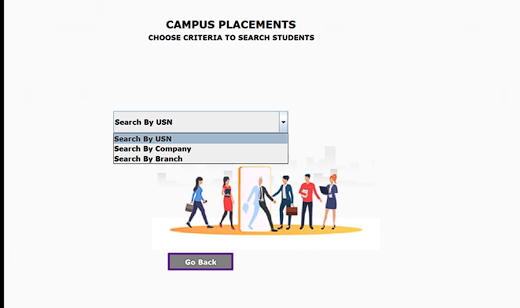 CAMPUS PLACEMENTS
CHOOSE CRITERIA TO SEARCH STUDENTS
Search By USN
Search By USN
Search By Company
Search By Branch
Go Back